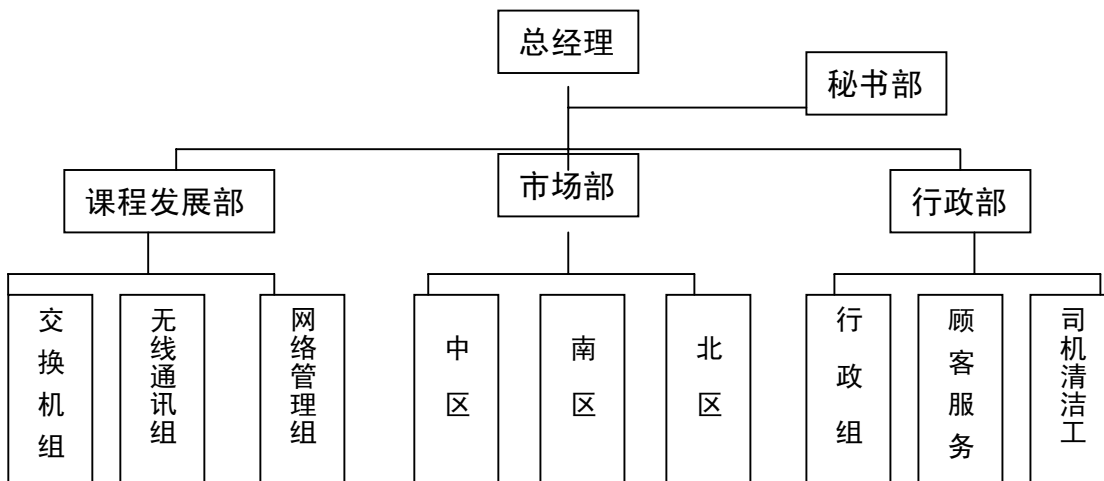 总经理
秘书部
课程发展部
市场部
行政部
交换机组
无线通讯组
网络管理组
中区
南区
北区
行政组
顾客服务
司机清洁工